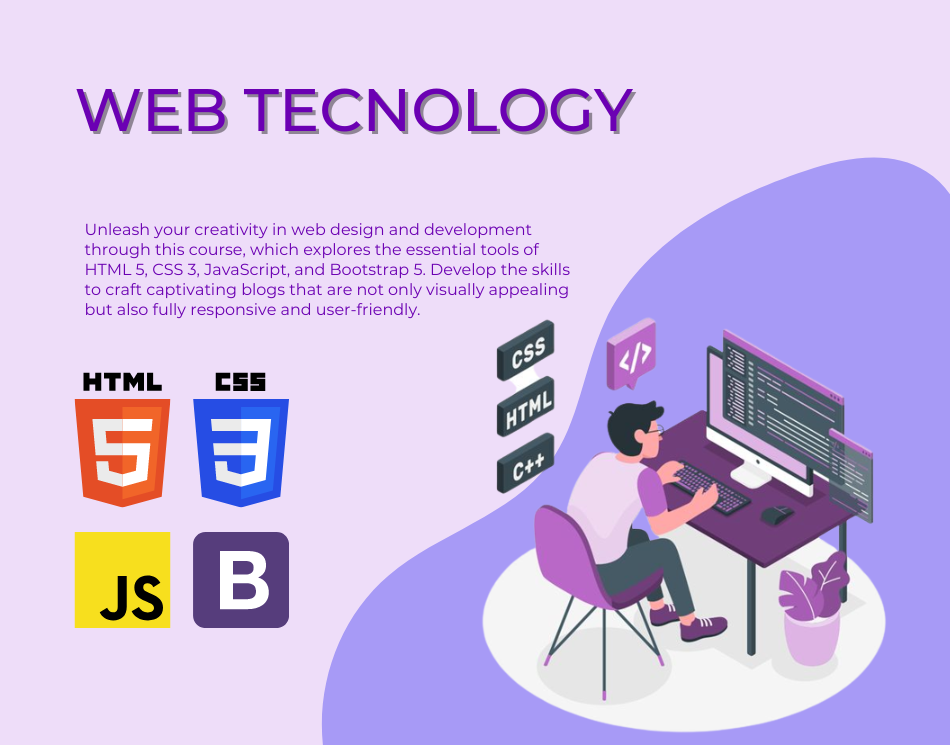 WEB TECNOLOGY
Unleash your creativity in web design and development
through this course, which explores the essential tools of
HTML 5, CSS 3, JavaScript, and Bootstrap 5. Develop the skills
to craft captivating blogs that are not only visually appealing
but also fully responsive and user-friendly.
HTML
5
CSS
3
JS
B
CSS
HTML
C++
</>